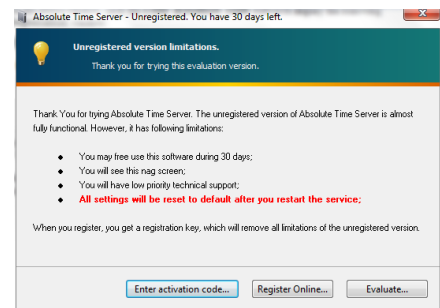 Absolute Time Server - Unregistered. You have 30 days left.
Unregistered version limitations.
Thank you for trying this evaluation version.
Thank You for trying Absolute Time Server. The unregistered version of Absolute Time Server is almost
fully functional. However, it has following limitations:
You may free use this software during 30 days;
You will see this nag screen;
You will have low priority technical support;
All settings will be reset to default after you restart the service;
When you register, you get a registration key, which will remove all limitations of the unregistered version.
Enter activation code... Register Online... Evaluate...